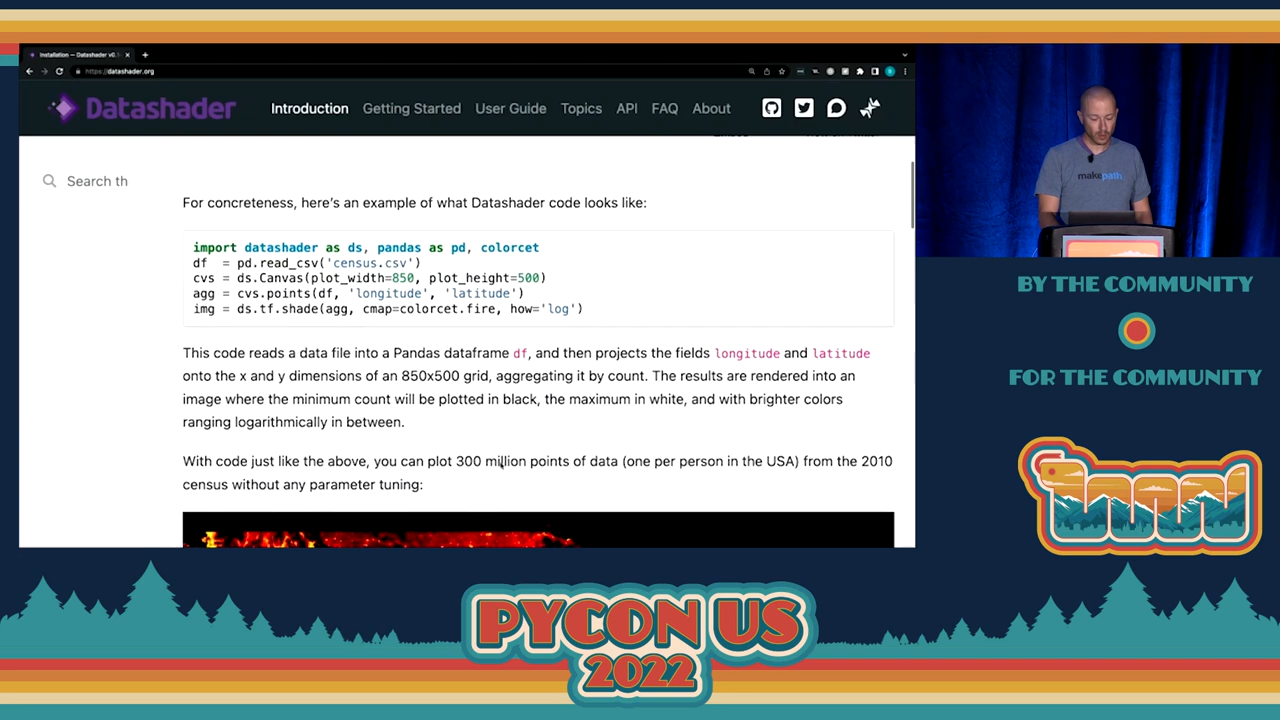 Installation — Datashader v0.
https://datashader.org
Datashader
Introduction
Getting Started
User Guide
Topics
API
FAQ
About
Search th
For concreteness, here’s an example of what Datashader code looks like:
import datashader as ds, pandas as pd, colorcet
df = pd.read_csv('census.csv')
cvs = ds.Canvas(plot_width=850, plot_height=500)
agg = cvs.points(df, 'longitude', 'latitude')
img = ds.tf.shade(agg, cmap=colorcet.fire, how='log')
This code reads a data file into a Pandas dataframe df, and then projects the fields longitude and latitude
onto the x and y dimensions of an 850x500 grid, aggregating it by count. The results are rendered into an
image where the minimum count will be plotted in black, the maximum in white, and with brighter colors
ranging logarithmically in between.
With code just like the above, you can plot 300 million points of data (one per person in the USA) from the 2010
census without any parameter tuning:
makepath
BY THE COMMUNITY
FOR THE COMMUNITY
PYCON US
2022